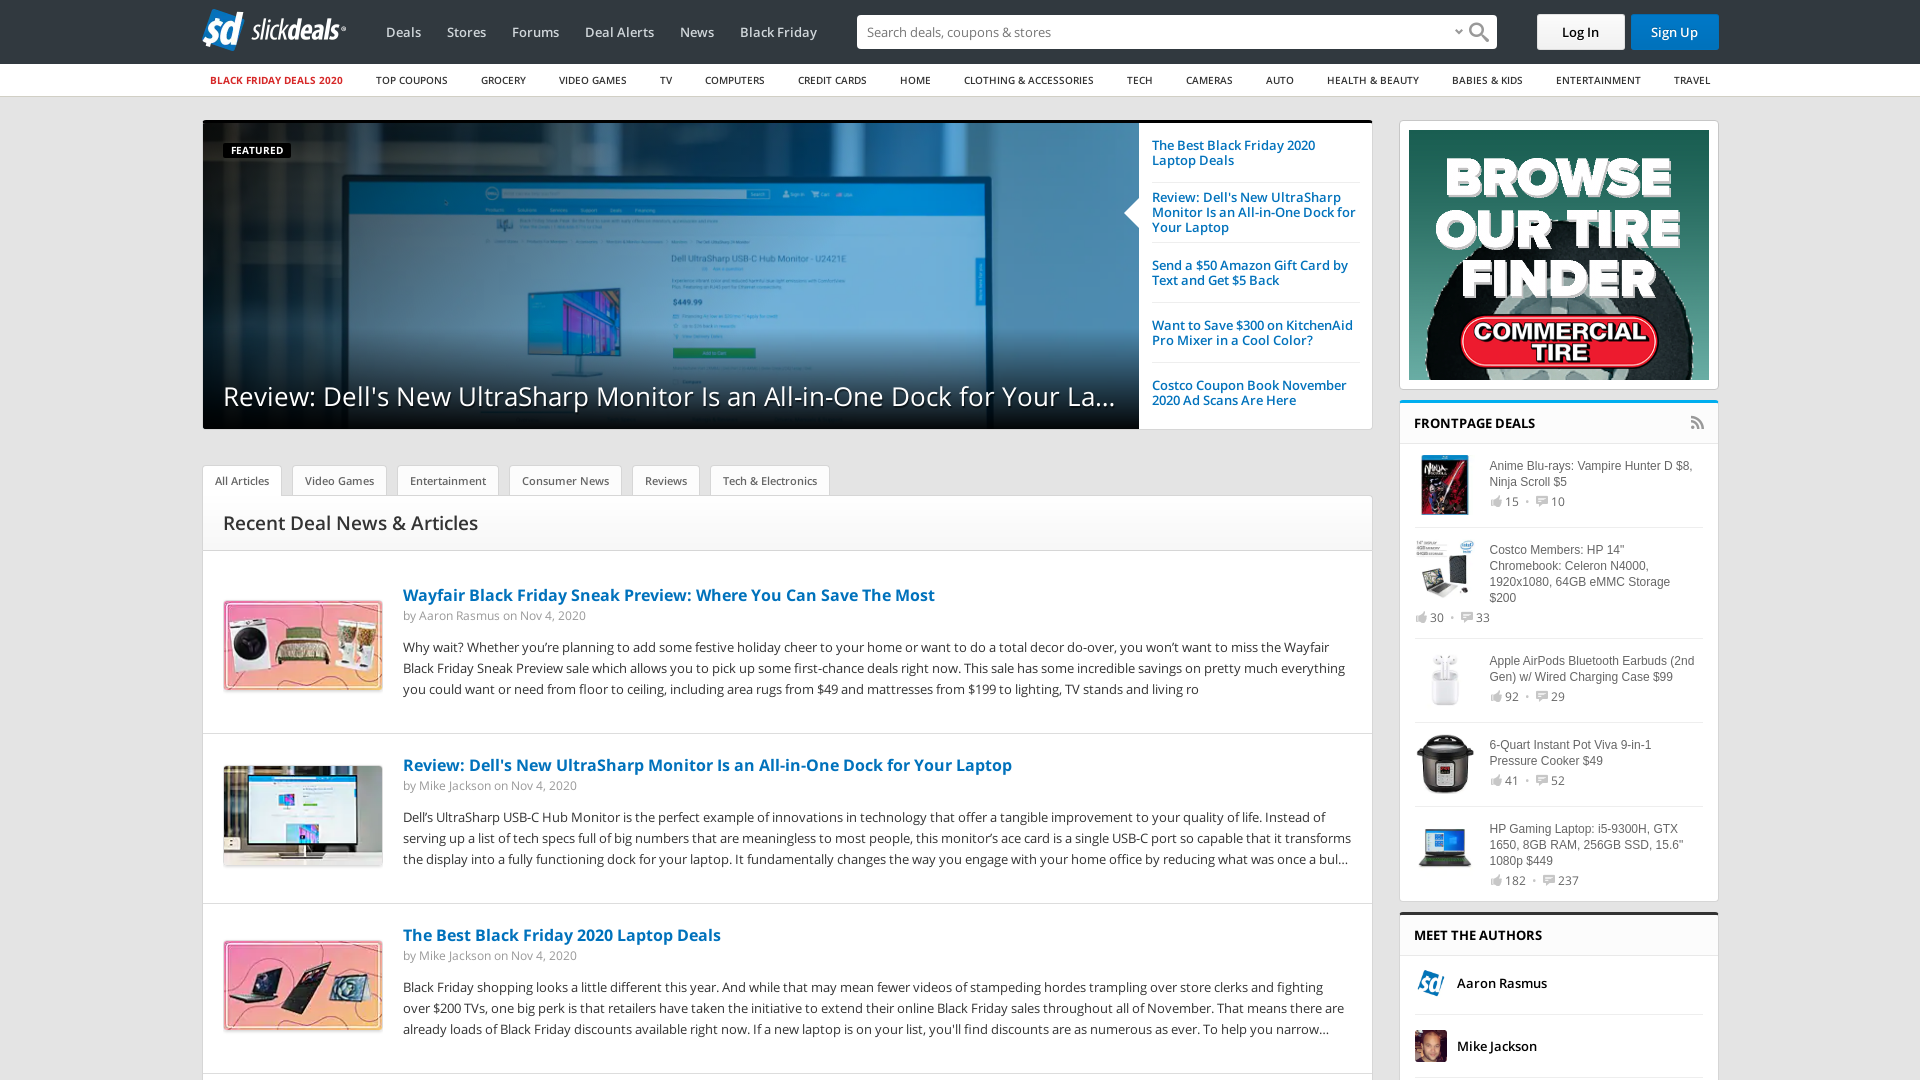 sd slickdeals
Deals
Stores
Forums
Deal Alerts
News
Black Friday
Search deals, coupons & stores
Log In
Sign Up
BLACK FRIDAY DEALS 2020
TOP COUPONS
GROCERY
VIDEO GAMES
TV
COMPUTERS
CREDIT CARDS
HOME
CLOTHING & ACCESSORIES
TECH
CAMERAS
AUTO
HEALTH & BEAUTY
BABIES & KIDS
ENTERTAINMENT
TRAVEL
FEATURED
Dell UltraSharp USB-C Hub Monitor - U2421E
$449.99
Add to Cart
Review: Dell's New UltraSharp Monitor Is an All-in-One Dock for Your La...
The Best Black Friday 2020
Laptop Deals
Review: Dell's New UltraSharp
Monitor Is an All-in-One Dock for
Your Laptop
Send a $50 Amazon Gift Card by
Text and Get $5 Back
Want to Save $300 on KitchenAid
Pro Mixer in a Cool Color?
Costco Coupon Book November
2020 Ad Scans Are Here
BROWSE
OUR TIRE
FINDER
COMMERCIAL
TIRE
All Articles
Video Games
Entertainment
Consumer News
Reviews
Tech & Electronics
Recent Deal News & Articles
Wayfair Black Friday Sneak Preview: Where You Can Save The Most
by Aaron Rasmus on Nov 4, 2020
Why wait? Whether you’re planning to add some festive holiday cheer to your home or want to do a total decor do-over, you won’t want to miss the Wayfair
Black Friday Sneak Preview sale which allows you to pick up some first-chance deals right now. This sale has some incredible savings on pretty much everything
you could want or need from floor to ceiling, including area rugs from $49 and mattresses from $199 to lighting, TV stands and living ro
Review: Dell's New UltraSharp Monitor Is an All-in-One Dock for Your Laptop
by Mike Jackson on Nov 4, 2020
Dell’s UltraSharp USB-C Hub Monitor is the perfect example of innovations in technology that offer a tangible improvement to your quality of life. Instead of
serving up a list of tech specs full of big numbers that are meaningless to most people, this monitor’s ace card is a single USB-C port so capable that it transforms
the display into a fully functioning dock for your laptop. It fundamentally changes the way you engage with your home office by reducing what was once a bul...
The Best Black Friday 2020 Laptop Deals
by Mike Jackson on Nov 4, 2020
Black Friday shopping looks a little different this year. And while that may mean fewer videos of stampeding hordes trampling over store clerks and fighting
over $200 TVs, one big perk is that retailers have taken the initiative to extend their online Black Friday sales throughout all of November. That means there are
already loads of Black Friday discounts available right now. If a new laptop is on your list, you'll find discounts are as numerous as ever. To help you narrow...
FRONTPAGE DEALS
Anime Blu-rays: Vampire Hunter D $8,
Ninja Scroll $5
15 • 10
Costco Members: HP 14"
Chromebook: Celeron N4000,
1920x1080, 64GB eMMC Storage
$200
30 • 33
Apple AirPods Bluetooth Earbuds (2nd
Gen) w/ Wired Charging Case $99
92 • 29
6-Quart Instant Pot Viva 9-in-1
Pressure Cooker $49
41 • 52
HP Gaming Laptop: i5-9300H, GTX
1650, 8GB RAM, 256GB SSD, 15.6"
1080p $449
182 • 237
MEET THE AUTHORS
sd
Aaron Rasmus
Mike Jackson